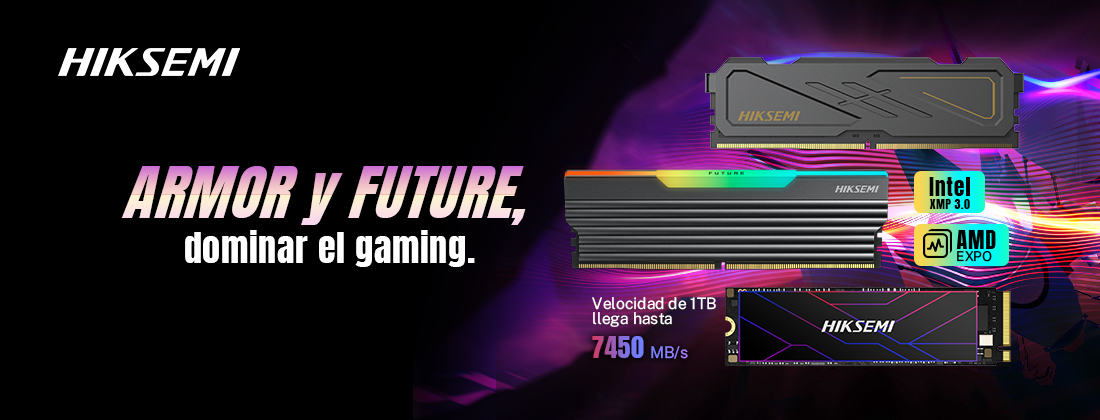 HIKSEMI
ARMOR y FUTURE,
dominar el gaming.
HIKSEMI
FUTURE
HIKSEMI
Intel
XMP 3.0
AMD
EXPO
Velocidad de 1TB
llega hasta
7450 MB/s
HIKSEMI